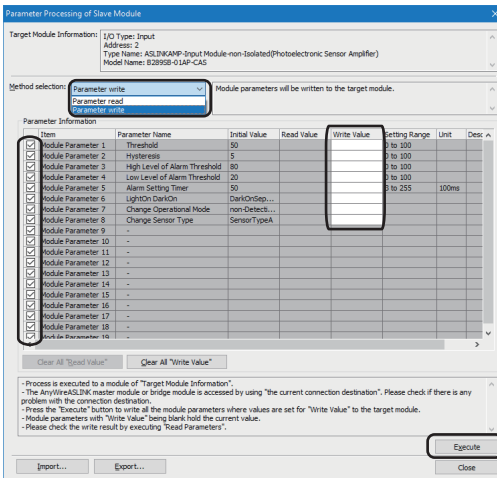 Parameter Processing of Slave Module
Target Module Information:
I/O Type: Input
Address: 2
Type Name: ASLINKAMP-Input Module-non-Isolated(Photoelectronic Sensor Amplifier)
Model Name: B289SB-01AP-CAS
Method selection: Parameter write
Module parameters will be written to the target module.
Parameter read
Parameter write
Parameter Information
Item Parameter Name Initial Value Read Value Write Value Setting Range Unit Desc
Module Parameter 1 Threshold 50 0 to 100
Module Parameter 2 Hysteresis 5 0 to 100
Module Parameter 3 High Level of Alarm Threshold 80 0 to 100
Module Parameter 4 Low Level of Alarm Threshold 20 0 to 100
Module Parameter 5 Alarm Setting Timer 50 3 to 255 100ms
Module Parameter 6 LightOn DarkOn DarkOnSep...
Module Parameter 7 Change Operational Mode non-Detecti...
Module Parameter 8 Change Sensor Type SensorTypeA
Module Parameter 9 -
Module Parameter 10 -
Module Parameter 11 -
Module Parameter 12 -
Module Parameter 13 -
Module Parameter 14 -
Module Parameter 15 -
Module Parameter 16 -
Module Parameter 17 -
Module Parameter 18 -
Module Parameter 19 -
Clear All "Read Value" Clear All "Write Value"
- Process is executed to a module of "Target Module Information".
- The AnyWireASLINK master module or bridge module is accessed by using "the current connection destination". Please check if there is any
problem with the connection destination.
- Press the "Execute" button to write all the module parameters where values are set for "Write Value" to the target module.
- Module parameters with "Write Value" being blank hold the current value.
- Please check the write result by executing "Read Parameters".
Execute
Import... Export... Close